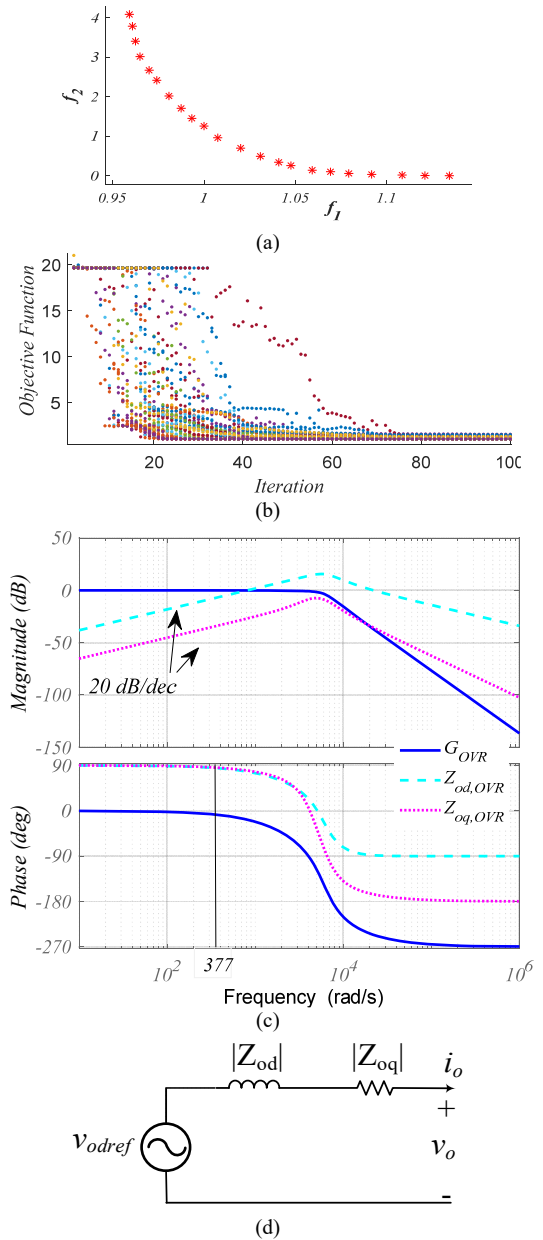 4
3
2
1
0
f2
0.95
1
1.05
1.1
f1
(a)
20
15
10
5
Objective Function
20
40
60
80
100
Iteration
(b)
50
0
-50
-100
-150
Magnitude (dB)
20 dB/dec
GOVR
Zod,OVR
Zoq,OVR
90
0
-90
-180
-270
Phase (deg)
10^2
377
10^4
10^6
Frequency (rad/s)
(c)
|Zod|
|Zoq|
io
+
vodref
vo
-
(d)